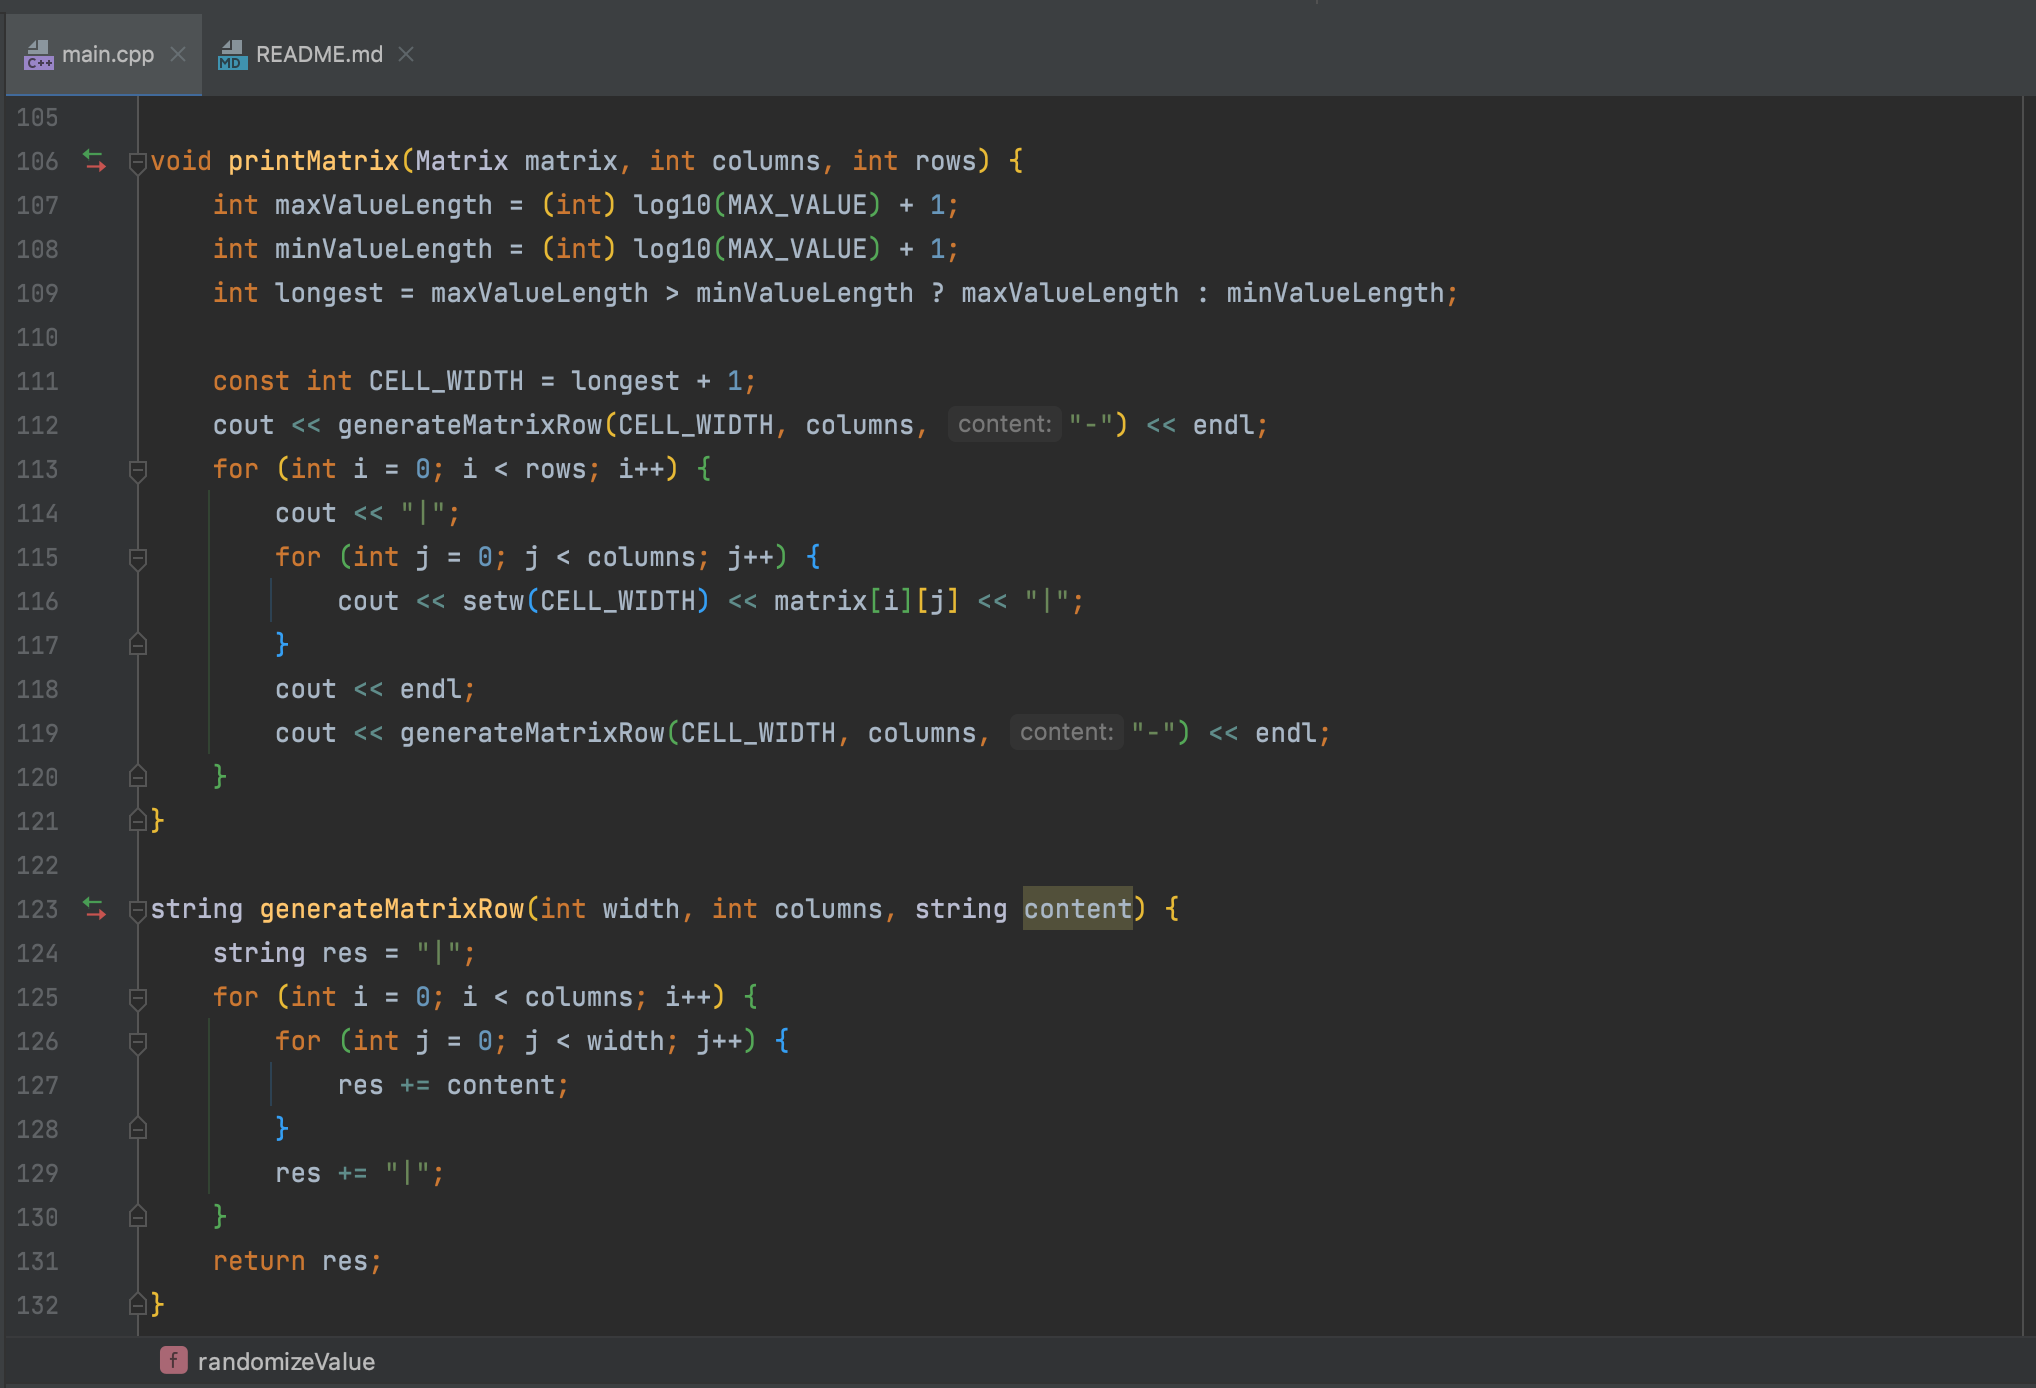 main.cpp README.md
105
106 void printMatrix(Matrix matrix, int columns, int rows) {
107     int maxValueLength = (int) log10(MAX_VALUE) + 1;
108     int minValueLength = (int) log10(MAX_VALUE) + 1;
109     int longest = maxValueLength > minValueLength ? maxValueLength : minValueLength;
110
111     const int CELL_WIDTH = longest + 1;
112     cout << generateMatrixRow(CELL_WIDTH, columns, content: "-") << endl;
113     for (int i = 0; i < rows; i++) {
114         cout << "|";
115         for (int j = 0; j < columns; j++) {
116             cout << setw(CELL_WIDTH) << matrix[i][j] << "|";
117         }
118         cout << endl;
119         cout << generateMatrixRow(CELL_WIDTH, columns, content: "-") << endl;
120     }
121 }
122
123 string generateMatrixRow(int width, int columns, string content) {
124     string res = "|";
125     for (int i = 0; i < columns; i++) {
126         for (int j = 0; j < width; j++) {
127             res += content;
128         }
129         res += "|";
130     }
131     return res;
132 }
f randomizeValue